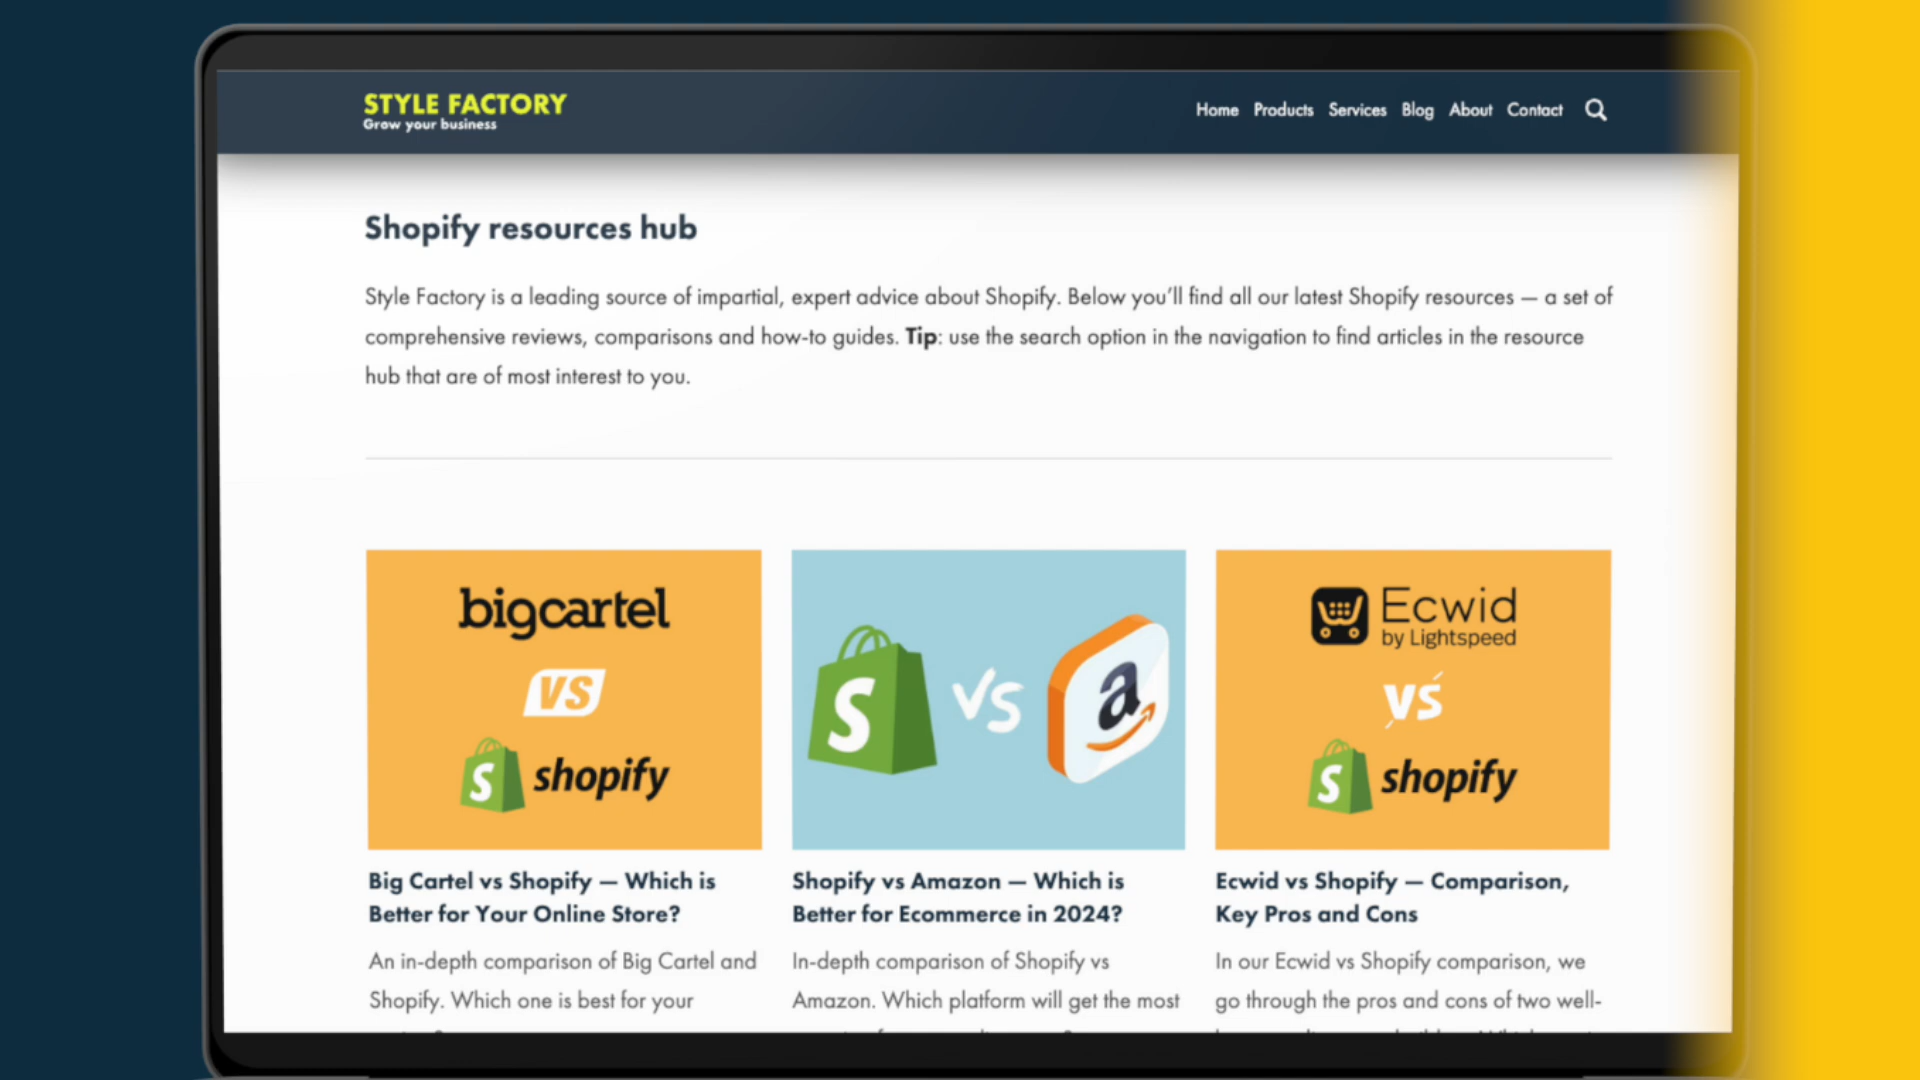 STYLE FACTORY
Grow your business
Home Products Services Blog About Contact
Shopify resources hub
Style Factory is a leading source of impartial, expert advice about Shopify. Below you'll find all our latest Shopify resources — a set of
comprehensive reviews, comparisons and how-to guides. Tip: use the search option in the navigation to find articles in the resource
hub that are of most interest to you.
bigcartel
VS
shopify
VS
a
Ecwid
by Lightspeed
VS
shopify
Big Cartel vs Shopify — Which is
Better for Your Online Store?
An in-depth comparison of Big Cartel and
Shopify. Which one is best for your
Shopify vs Amazon — Which is
Better for Ecommerce in 2024?
In-depth comparison of Shopify vs
Amazon. Which platform will get the most
Ecwid vs Shopify — Comparison,
Key Pros and Cons
In our Ecwid vs Shopify comparison, we
go through the pros and cons of two well-